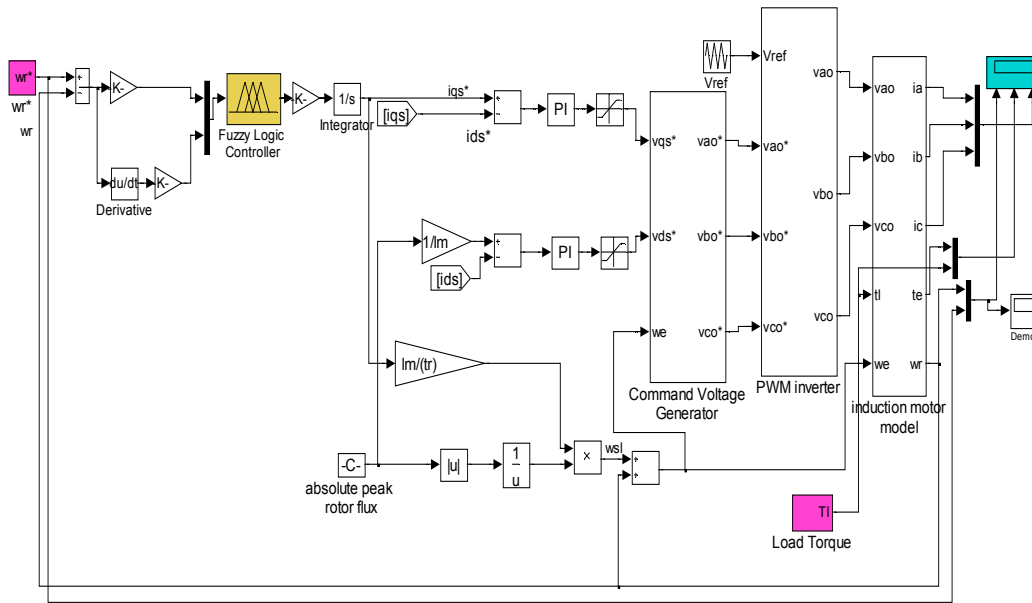 wr*
wr*
wr
+
-
K-
du/dt
Derivative
K-
Fuzzy Logic
Controller
K-
1/s
Integrator
iqs*
[iqs]
ids*
+
-
PI
1/lm
[ids]
+
-
PI
lm/(tr)
-C-
absolute peak
rotor flux
|u|
1
u
×
wsl
+
+
vqs*
vds*
we
vao*
vbo*
vco*
Command Voltage
Generator
Vref
Vref
vao*
vbo*
vco*
vao
vbo
vco
PWM inverter
vao
vbo
vco
tl
we
ia
ib
ic
te
wr
induction motor
model
Tl
Load Torque